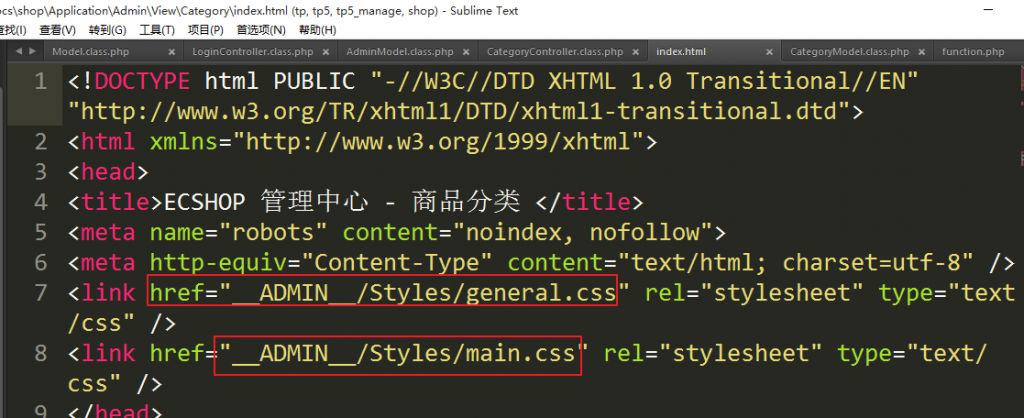 ocs\shop\Application\Admin\View\Category\index.html (tp, tp5, tp5_manage, shop) - Sublime Text
找(I) 查看(V) 转到(G) 工具(T) 项目(P) 首选项(N) 帮助(H)
Model.class.php × LoginController.class.php × AdminModel.class.php × CategoryController.class.php × index.html × CategoryModel.class.php × function.php
1 <!DOCTYPE html PUBLIC "-//W3C//DTD XHTML 1.0 Transitional//EN"
"http://www.w3.org/TR/xhtml1/DTD/xhtml1-transitional.dtd">
2 <html xmlns="http://www.w3.org/1999/xhtml">
3 <head>
4 <title>ECSHOP 管理中心 - 商品分类 </title>
5 <meta name="robots" content="noindex, nofollow">
6 <meta http-equiv="Content-Type" content="text/html; charset=utf-8" />
7 <link href="__ADMIN__/Styles/general.css" rel="stylesheet" type="text
/css" />
8 <link href="__ADMIN__/Styles/main.css" rel="stylesheet" type="text/
css" />
9 </head>